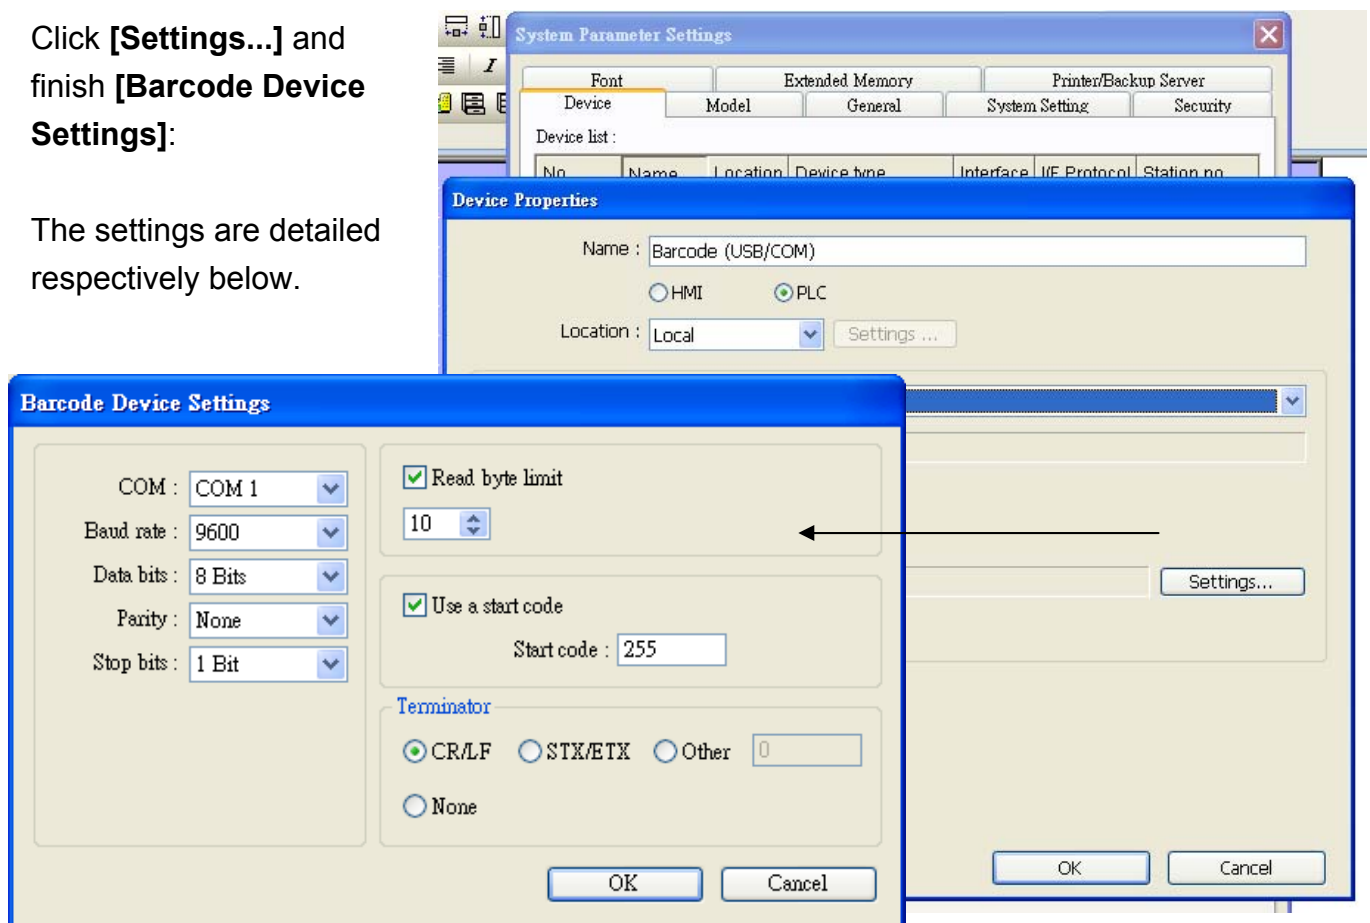 Click [Settings...] and
finish [Barcode Device
Settings]:
The settings are detailed
respectively below.
System Parameter Settings
Font Extended Memory Printer/Backup Server
Device Model General System Setting Security
Device list :
No. Name Location Device type Interface I/F Protocol Station no.
Device Properties
Name : Barcode (USB/COM)
HMI PLC
Location : Local Settings ...
Settings...
OK Cancel
Barcode Device Settings
COM : COM 1
Baud rate : 9600
Data bits : 8 Bits
Parity : None
Stop bits : 1 Bit
Read byte limit
10
Use a start code
Start code : 255
Terminator
CR/LF STX/ETX Other 0
None
OK Cancel